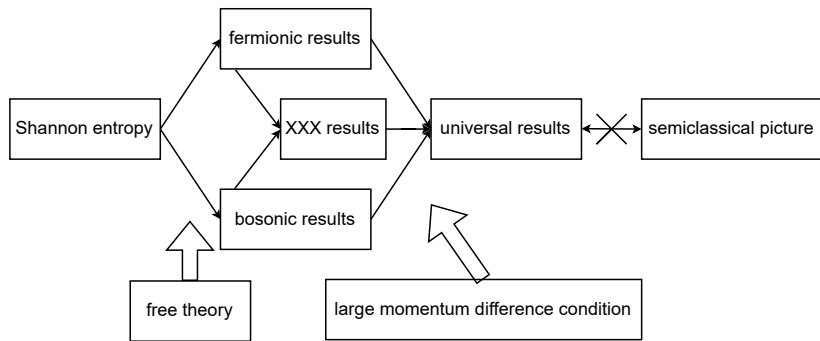 fermionic results
Shannon entropy
XXX results
universal results
semiclassical picture
bosonic results
free theory
large momentum difference condition